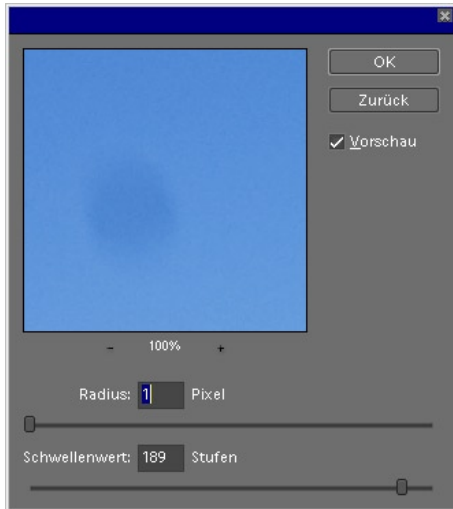 OK
Zurück
Vorschau
- 100% +
Radius: 1 Pixel
Schwellenwert: 189 Stufen